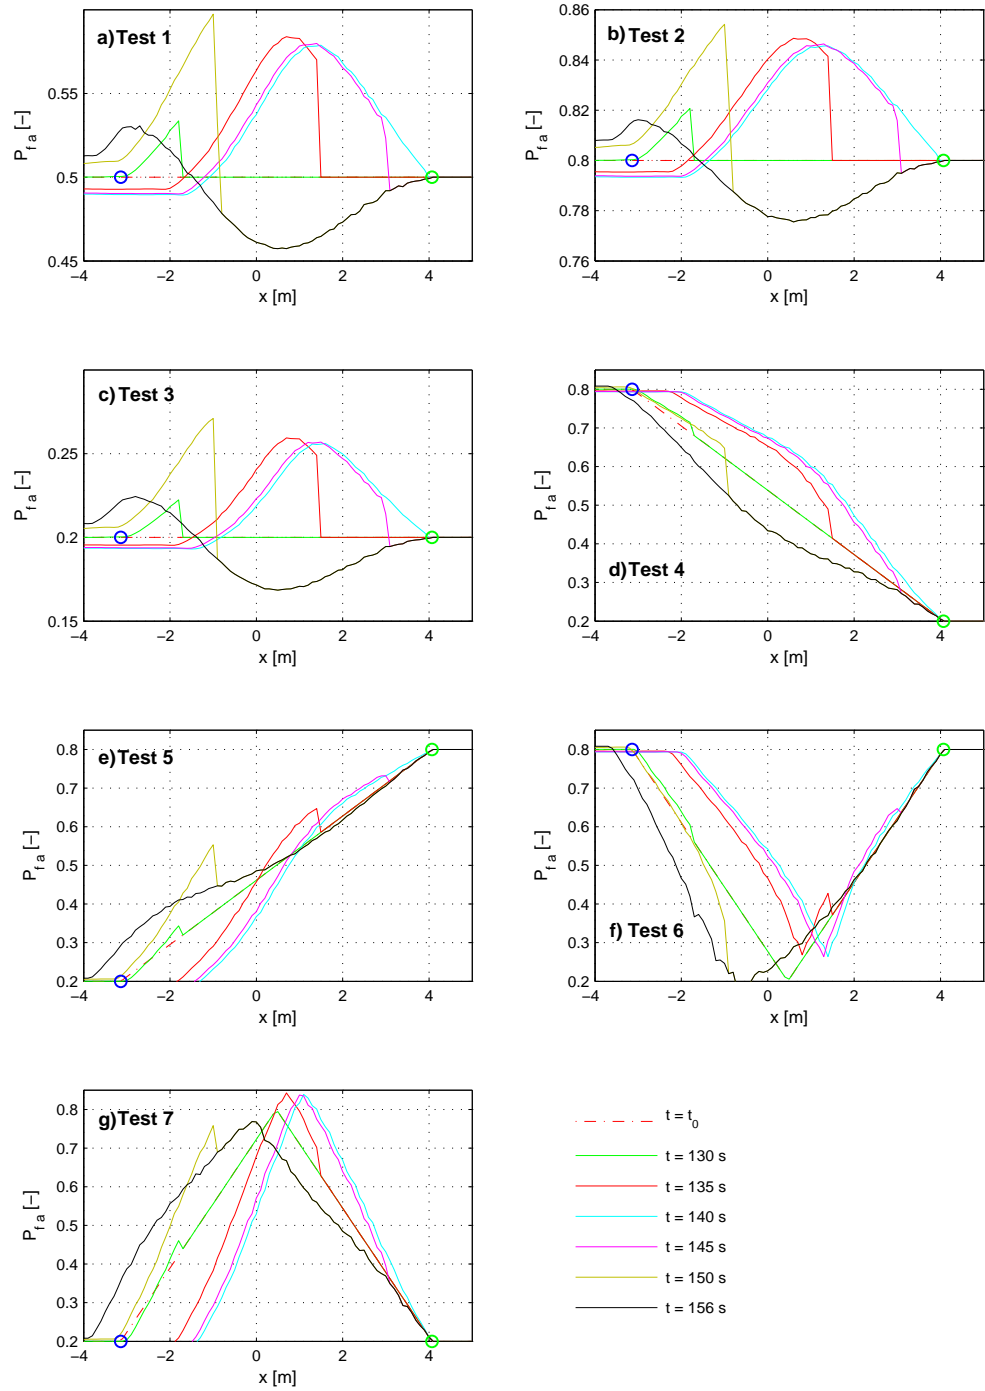 a) Test 1
0.55
0.5
0.45
P f a [−]
−4 −2 0 2 4
x [m]
b) Test 2
0.86
0.84
0.82
0.8
0.78
0.76
P f a [−]
−4 −2 0 2 4
x [m]
c) Test 3
0.25
0.2
0.15
P f a [−]
−4 −2 0 2 4
x [m]
0.8
0.7
0.6
0.5
0.4
0.3
0.2
P f a [−]
d) Test 4
−4 −2 0 2 4
x [m]
e) Test 5
0.8
0.7
0.6
0.5
0.4
0.3
0.2
P f a [−]
−4 −2 0 2 4
x [m]
0.8
0.7
0.6
0.5
0.4
0.3
0.2
P f a [−]
f) Test 6
−4 −2 0 2 4
x [m]
g) Test 7
0.8
0.7
0.6
0.5
0.4
0.3
0.2
P f a [−]
−4 −2 0 2 4
x [m]
t = t0
t = 130 s
t = 135 s
t = 140 s
t = 145 s
t = 150 s
t = 156 s